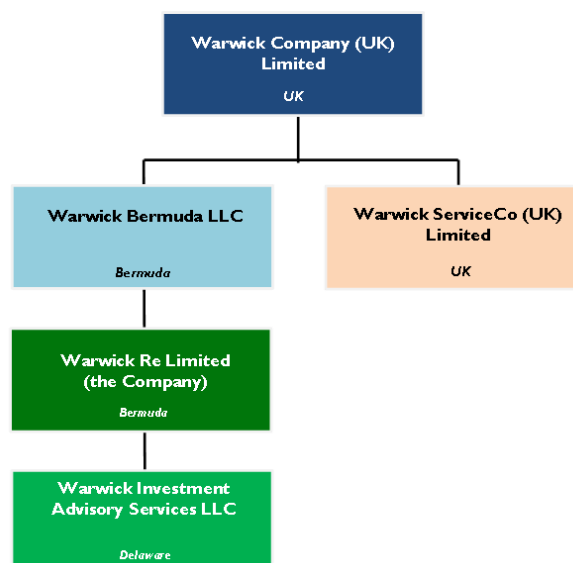 Warwick Company (UK)
Limited
UK
Warwick Bermuda LLC
Bermuda
Warwick ServiceCo (UK)
Limited
UK
Warwick Re Limited
(the Company)
Bermuda
Warwick Investment
Advisory Services LLC
Delaware